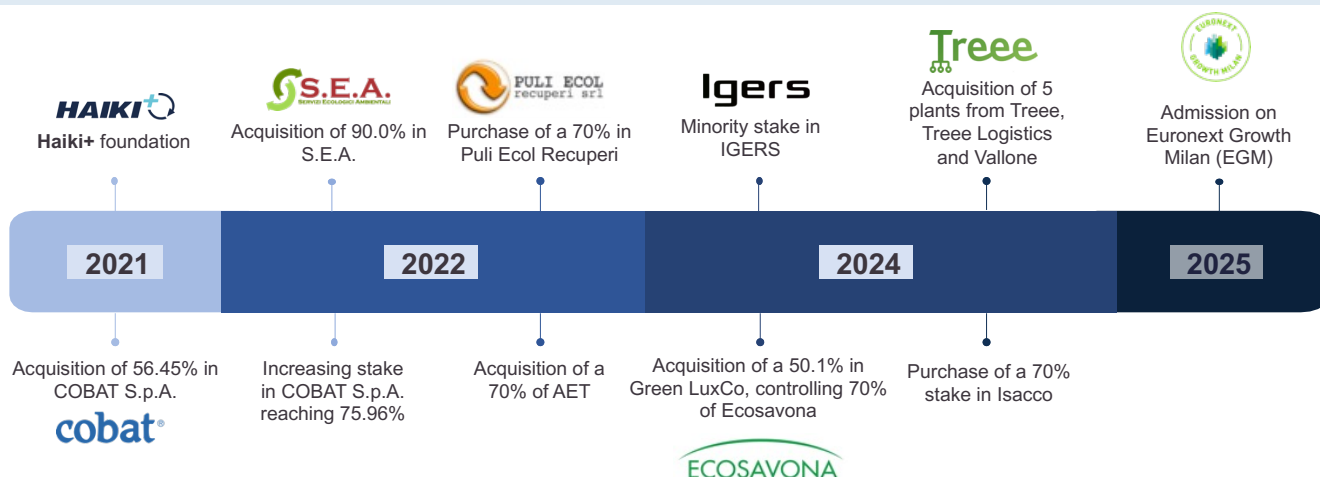 HAIKI+
Haiki+ foundation
S.E.A.
SERVIZI ECOLOGICI AMBIENTALI
Acquisition of 90.0% in
S.E.A.
PULI ECOL
recuperi srl
Purchase of a 70% in
Puli Ecol Recuperi
Igers
Minority stake in
IGERS
Treee
Acquisition of 5
plants from Treee,
Treee Logistics
and Vallone
EURONEXT
GROWTH MILAN
Admission on
Euronext Growth
Milan (EGM)
2021
2022
2024
2025
Acquisition of 56.45% in
COBAT S.p.A.
cobat®
Increasing stake
in COBAT S.p.A.
reaching 75.96%
Acquisition of a
70% of AET
Acquisition of a 50.1% in
Green LuxCo, controlling 70%
of Ecosavona
ECOSAVONA
Purchase of a 70%
stake in Isacco